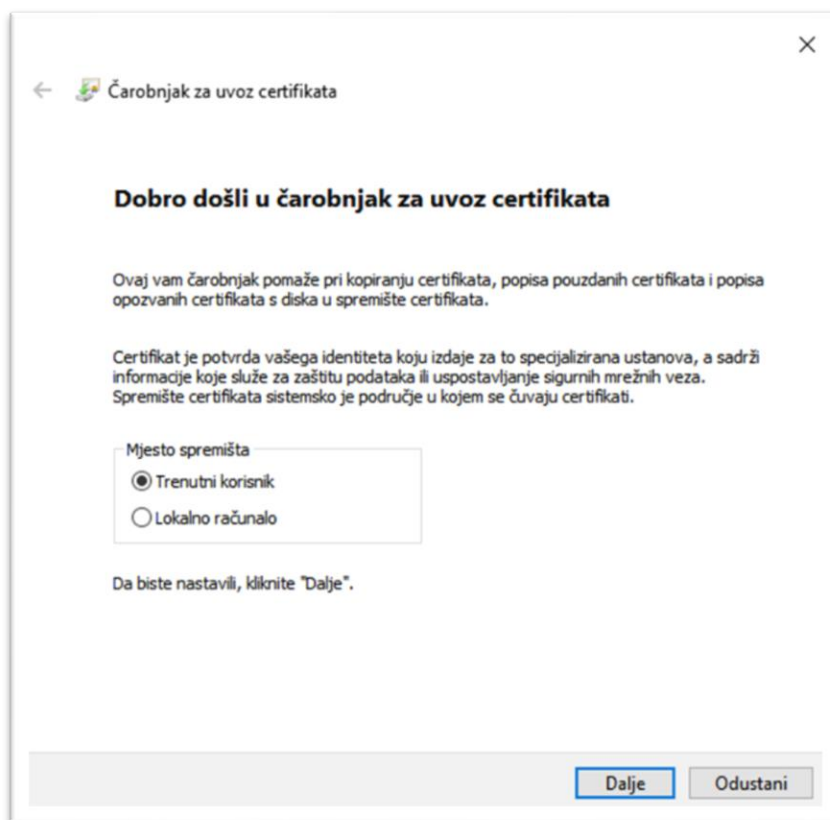 Čarobnjak za uvoz certifikata
Dobro došli u čarobnjak za uvoz certifikata
Ovaj vam čarobnjak pomaže pri kopiranju certifikata, popisa pouzdanih certifikata i popisa
opozvanih certifikata s diska u spremište certifikata.
Certifikat je potvrda vašega identiteta koju izdaje za to specijalizirana ustanova, a sadrži
informacije koje služe za zaštitu podataka ili uspostavljanje sigurnih mrežnih veza.
Spremište certifikata sistemsko je područje u kojem se čuvaju certifikati.
Mjesto spremišta
Trenutni korisnik
Lokalno računalo
Da biste nastavili, kliknite "Dalje".
Dalje Odustani